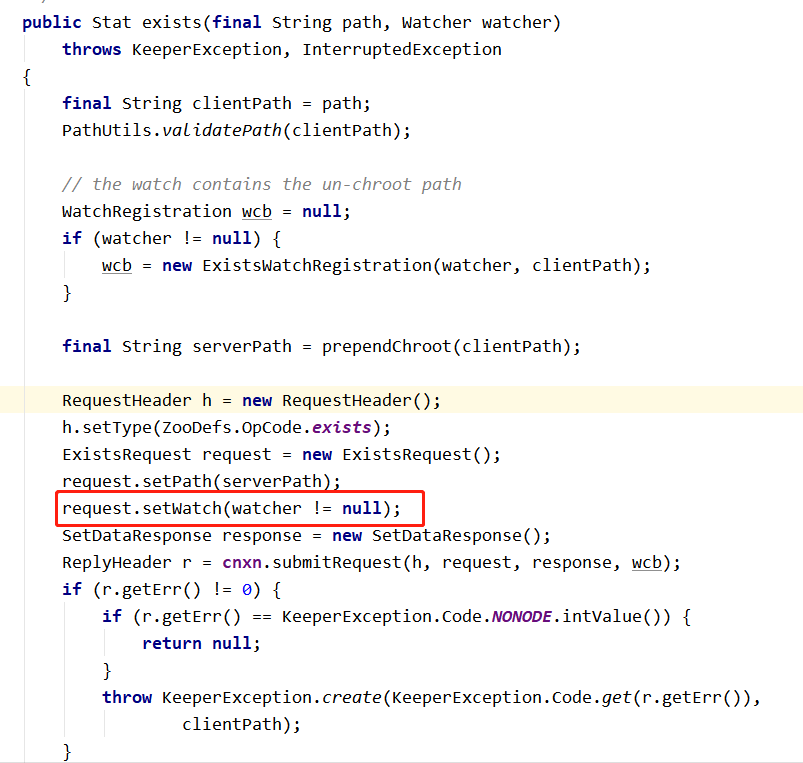 public Stat exists(final String path, Watcher watcher)
throws KeeperException, InterruptedException
{
final String clientPath = path;
PathUtils.validatePath(clientPath);
// the watch contains the un-chroot path
WatchRegistration wcb = null;
if (watcher != null) {
wcb = new ExistsWatchRegistration(watcher, clientPath);
}
final String serverPath = prependChroot(clientPath);
RequestHeader h = new RequestHeader();
h.setType(ZooDefs.OpCode.exists);
ExistsRequest request = new ExistsRequest();
request.setPath(serverPath);
request.setWatch(watcher != null);
SetDataResponse response = new SetDataResponse();
ReplyHeader r = cnxn.submitRequest(h, request, response, wcb);
if (r.getErr() != 0) {
if (r.getErr() == KeeperException.Code.NONODE.intValue()) {
return null;
}
throw KeeperException.create(KeeperException.Code.get(r.getErr()),
clientPath);
}